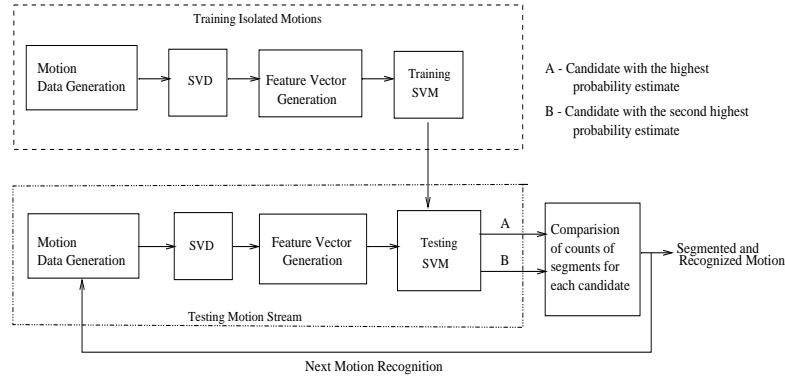 Training Isolated Motions
Motion
Data Generation
SVD
Feature Vector
Generation
Training
SVM
A - Candidate with the highest
probability estimate
B - Candidate with the second highest
probability estimate
Motion
Data Generation
SVD
Feature Vector
Generation
Testing
SVM
A
B
Comparision
of counts of
segments for
each candidate
Segmented and
Recognized Motion
Testing Motion Stream
Next Motion Recognition